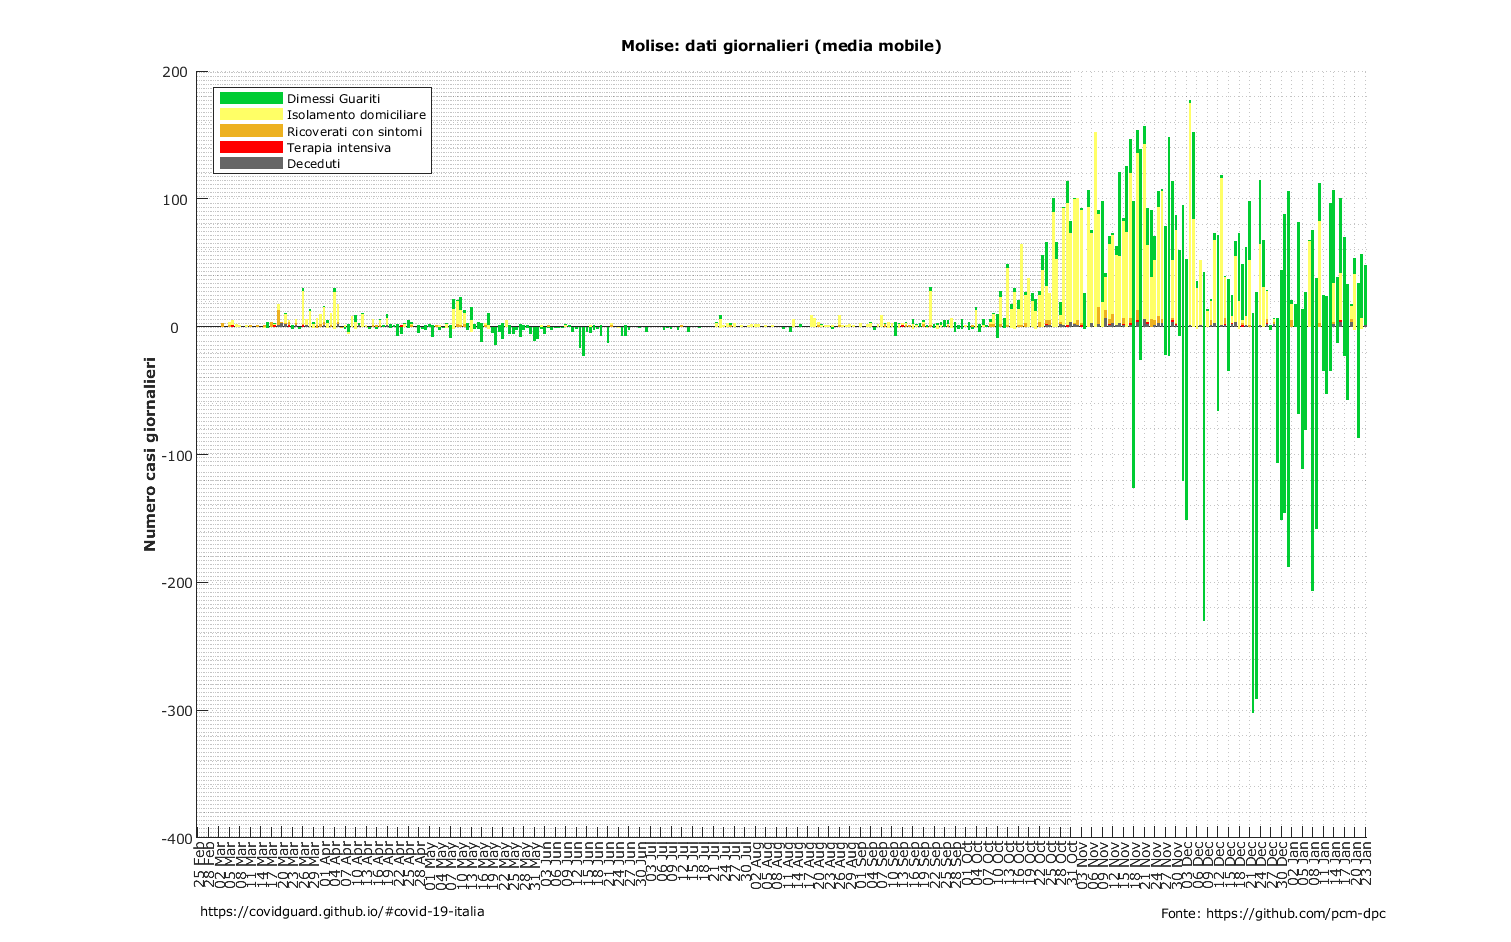 Molise: dati giornalieri (media mobile)
Dimessi Guariti
Isolamento domiciliare
Ricoverati con sintomi
Terapia intensiva
Deceduti
Numero casi giornalieri
200
100
0
-100
-200
-300
-400
25 Feb
28 Feb
02 Mar
05 Mar
08 Mar
11 Mar
14 Mar
17 Mar
20 Mar
23 Mar
26 Mar
29 Mar
01 Apr
04 Apr
07 Apr
10 Apr
13 Apr
16 Apr
19 Apr
22 Apr
25 Apr
28 Apr
01 May
04 May
07 May
10 May
13 May
16 May
19 May
22 May
25 May
28 May
31 May
03 Jun
06 Jun
09 Jun
12 Jun
15 Jun
18 Jun
21 Jun
24 Jun
27 Jun
30 Jun
03 Jul
06 Jul
09 Jul
12 Jul
15 Jul
18 Jul
21 Jul
24 Jul
27 Jul
30 Jul
02 Aug
05 Aug
08 Aug
11 Aug
14 Aug
17 Aug
20 Aug
23 Aug
26 Aug
29 Aug
01 Sep
04 Sep
07 Sep
10 Sep
13 Sep
16 Sep
19 Sep
22 Sep
25 Sep
28 Sep
01 Oct
04 Oct
07 Oct
10 Oct
13 Oct
16 Oct
19 Oct
22 Oct
25 Oct
28 Oct
31 Oct
03 Nov
06 Nov
09 Nov
12 Nov
15 Nov
18 Nov
21 Nov
24 Nov
27 Nov
30 Nov
03 Dec
06 Dec
09 Dec
12 Dec
15 Dec
18 Dec
21 Dec
24 Dec
27 Dec
30 Dec
02 Jan
05 Jan
08 Jan
11 Jan
14 Jan
17 Jan
20 Jan
23 Jan
https://covidguard.github.io/#covid-19-italia
Fonte: https://github.com/pcm-dpc